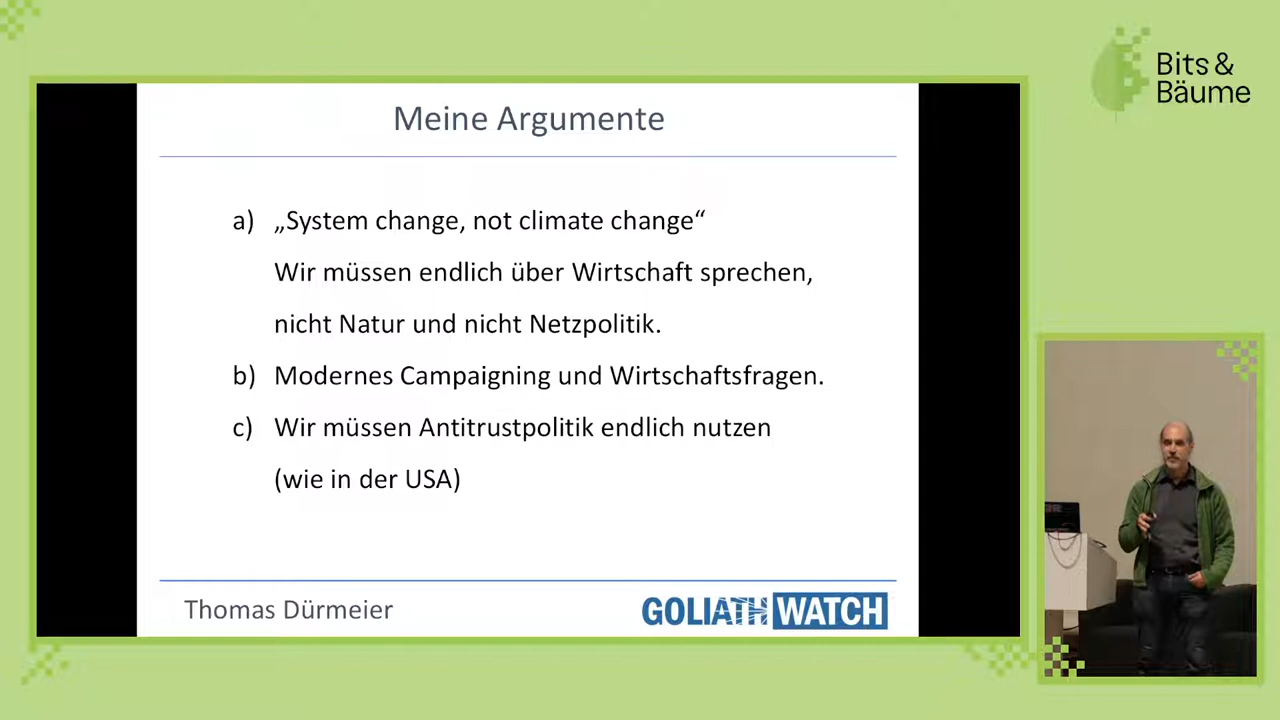 Bits &
Bäume
Meine Argumente
a) „System change, not climate change“
Wir müssen endlich über Wirtschaft sprechen,
nicht Natur und nicht Netzpolitik.
b) Modernes Campaigning und Wirtschaftsfragen.
c) Wir müssen Antitrustpolitik endlich nutzen
(wie in der USA)
Thomas Dürmeier
GOLIATH WATCH